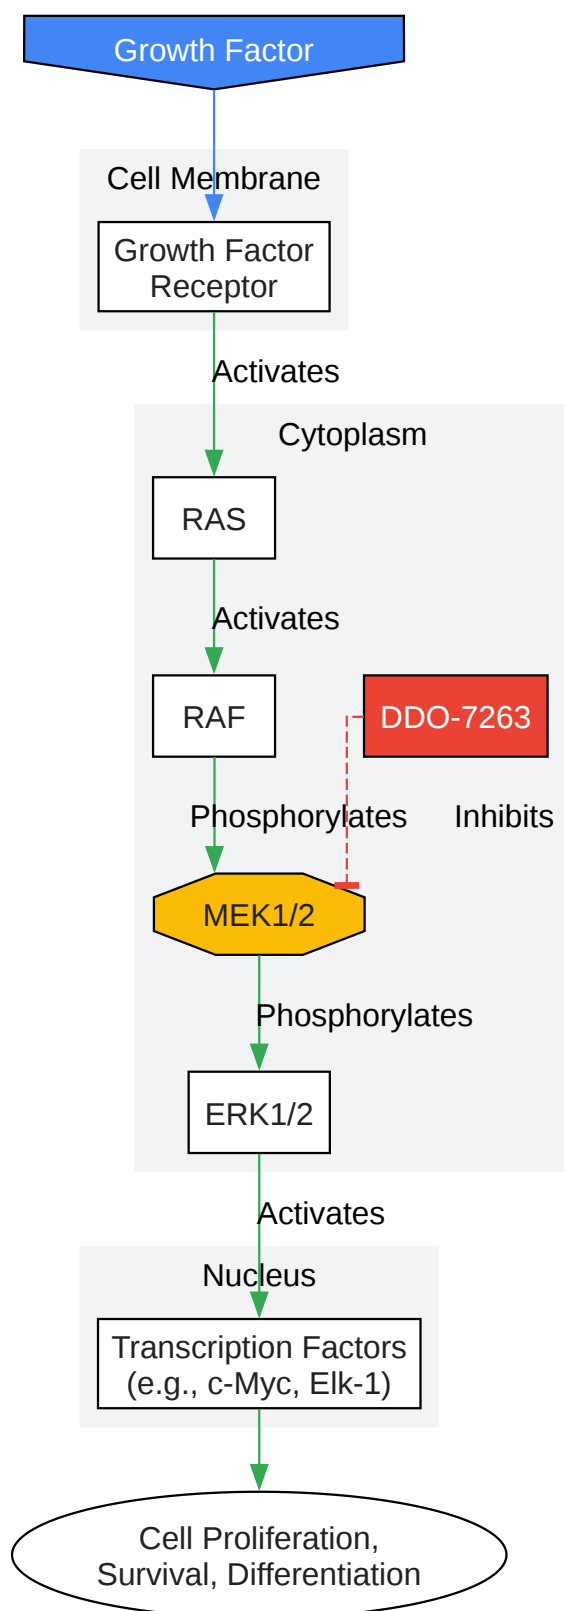 Growth Factor
Cell Membrane
Growth Factor
Receptor
Activates
Cytoplasm
RAS
Activates
RAF
DDO-7263
Phosphorylates
Inhibits
MEK1/2
Phosphorylates
ERK1/2
Activates
Nucleus
Transcription Factors
(e.g., c-Myc, Elk-1)
Cell Proliferation,
Survival, Differentiation